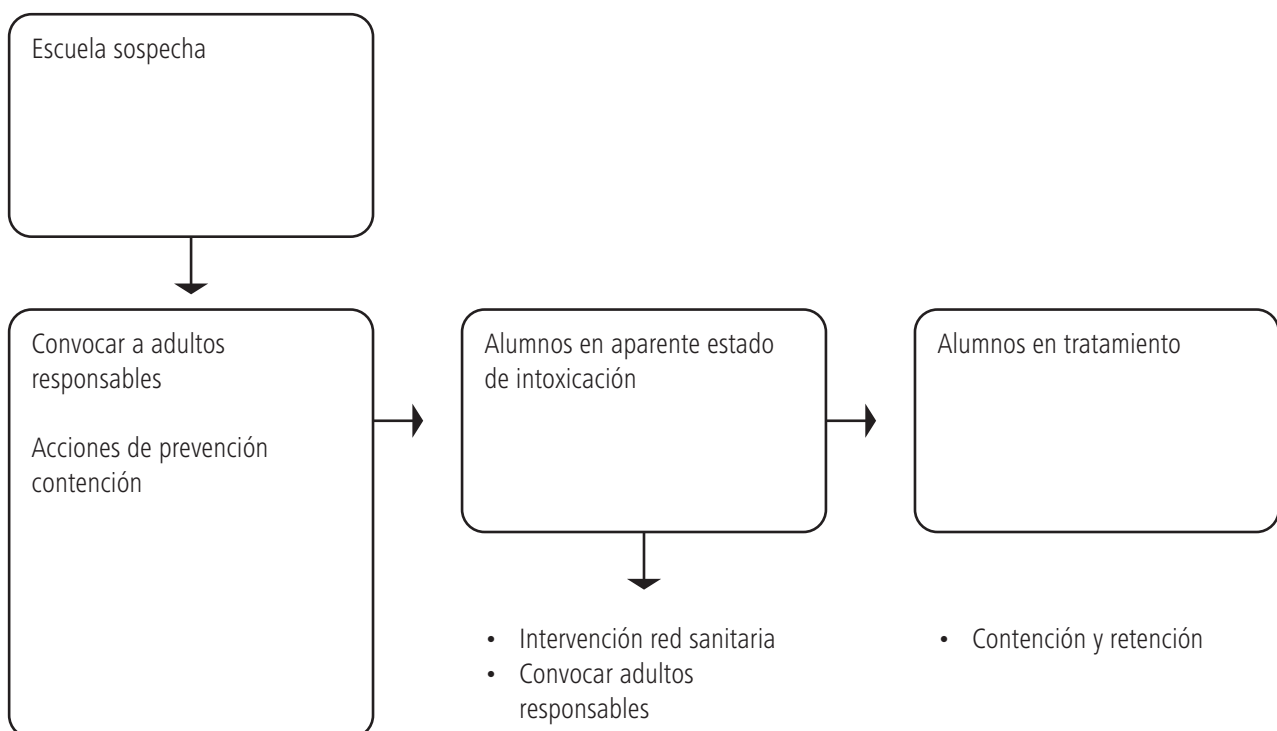 Escuela sospecha
Convocar a adultos
responsables
Acciones de prevención
contención
Alumnos en aparente estado
de intoxicación
• Intervención red sanitaria
• Convocar adultos
responsables
Alumnos en tratamiento
• Contención y retención